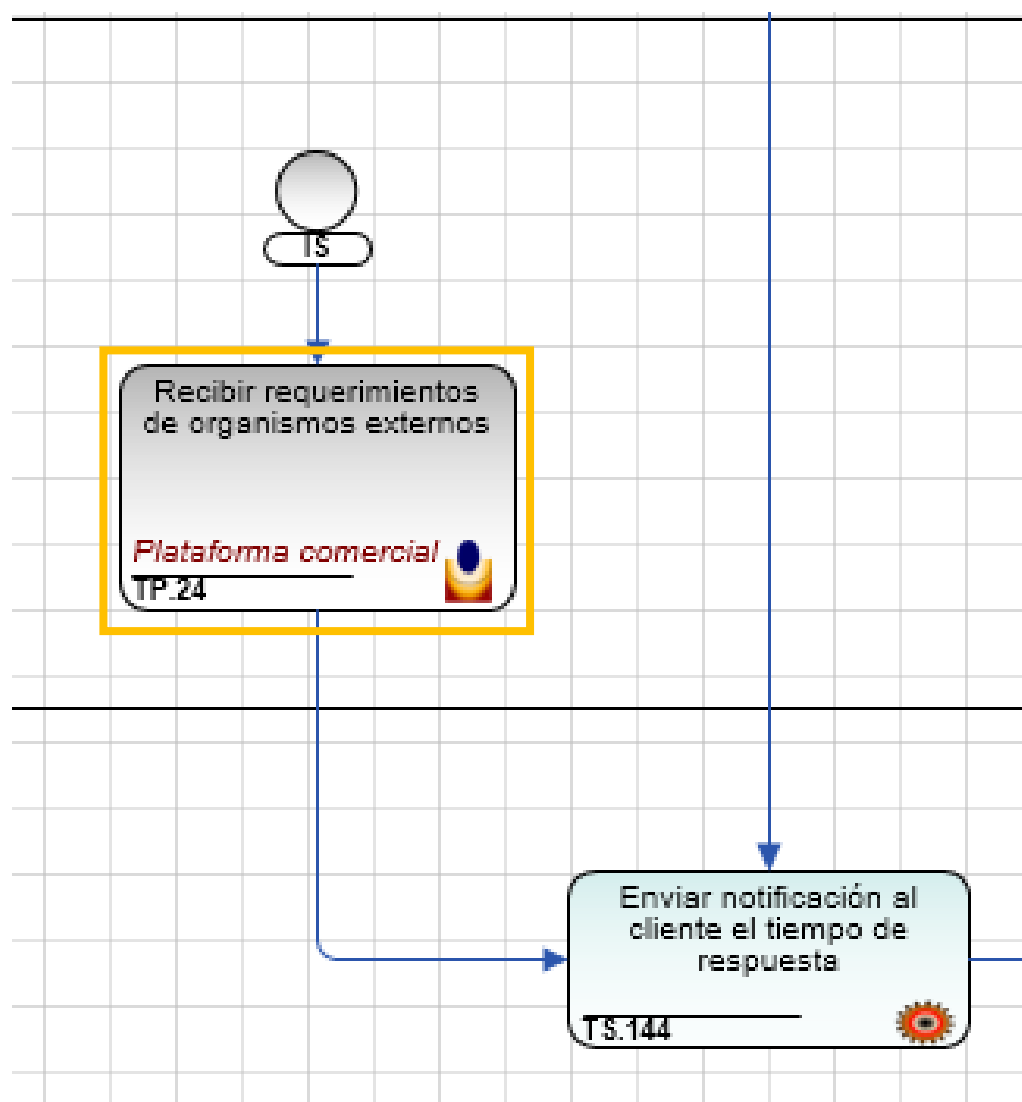 TS
Recibir requerimientos
de organismos externos
Plataforma comercial
TP.24
Enviar notificación al
cliente el tiempo de
respuesta
TS.144